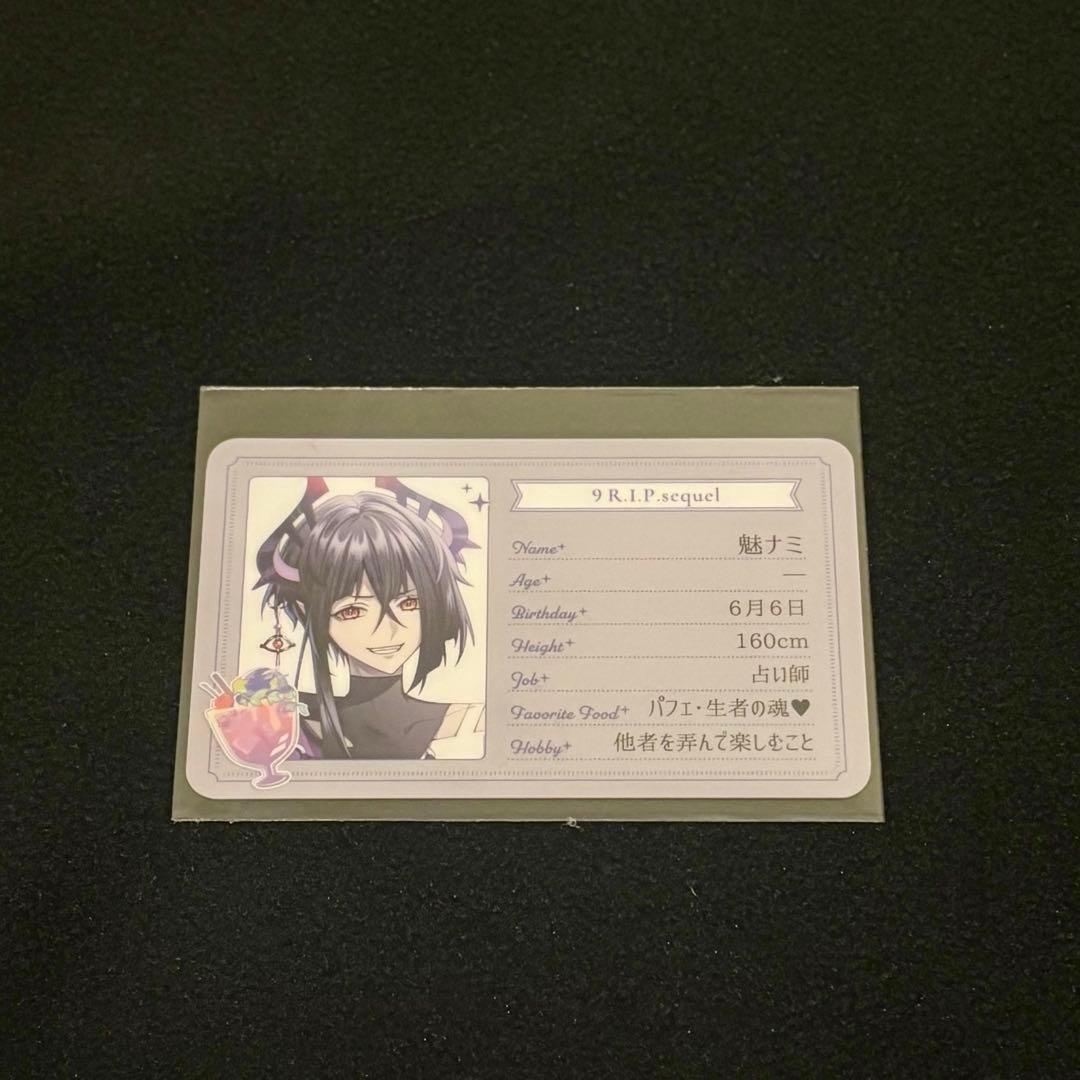 9 R.I.P.sequel
Name 魅ナミ
Age —
Birthday 6月6日
Height 160cm
Job 占い師
Favorite Food パフェ・生者の魂♥
Hobby 他者を弄んで楽しむこと